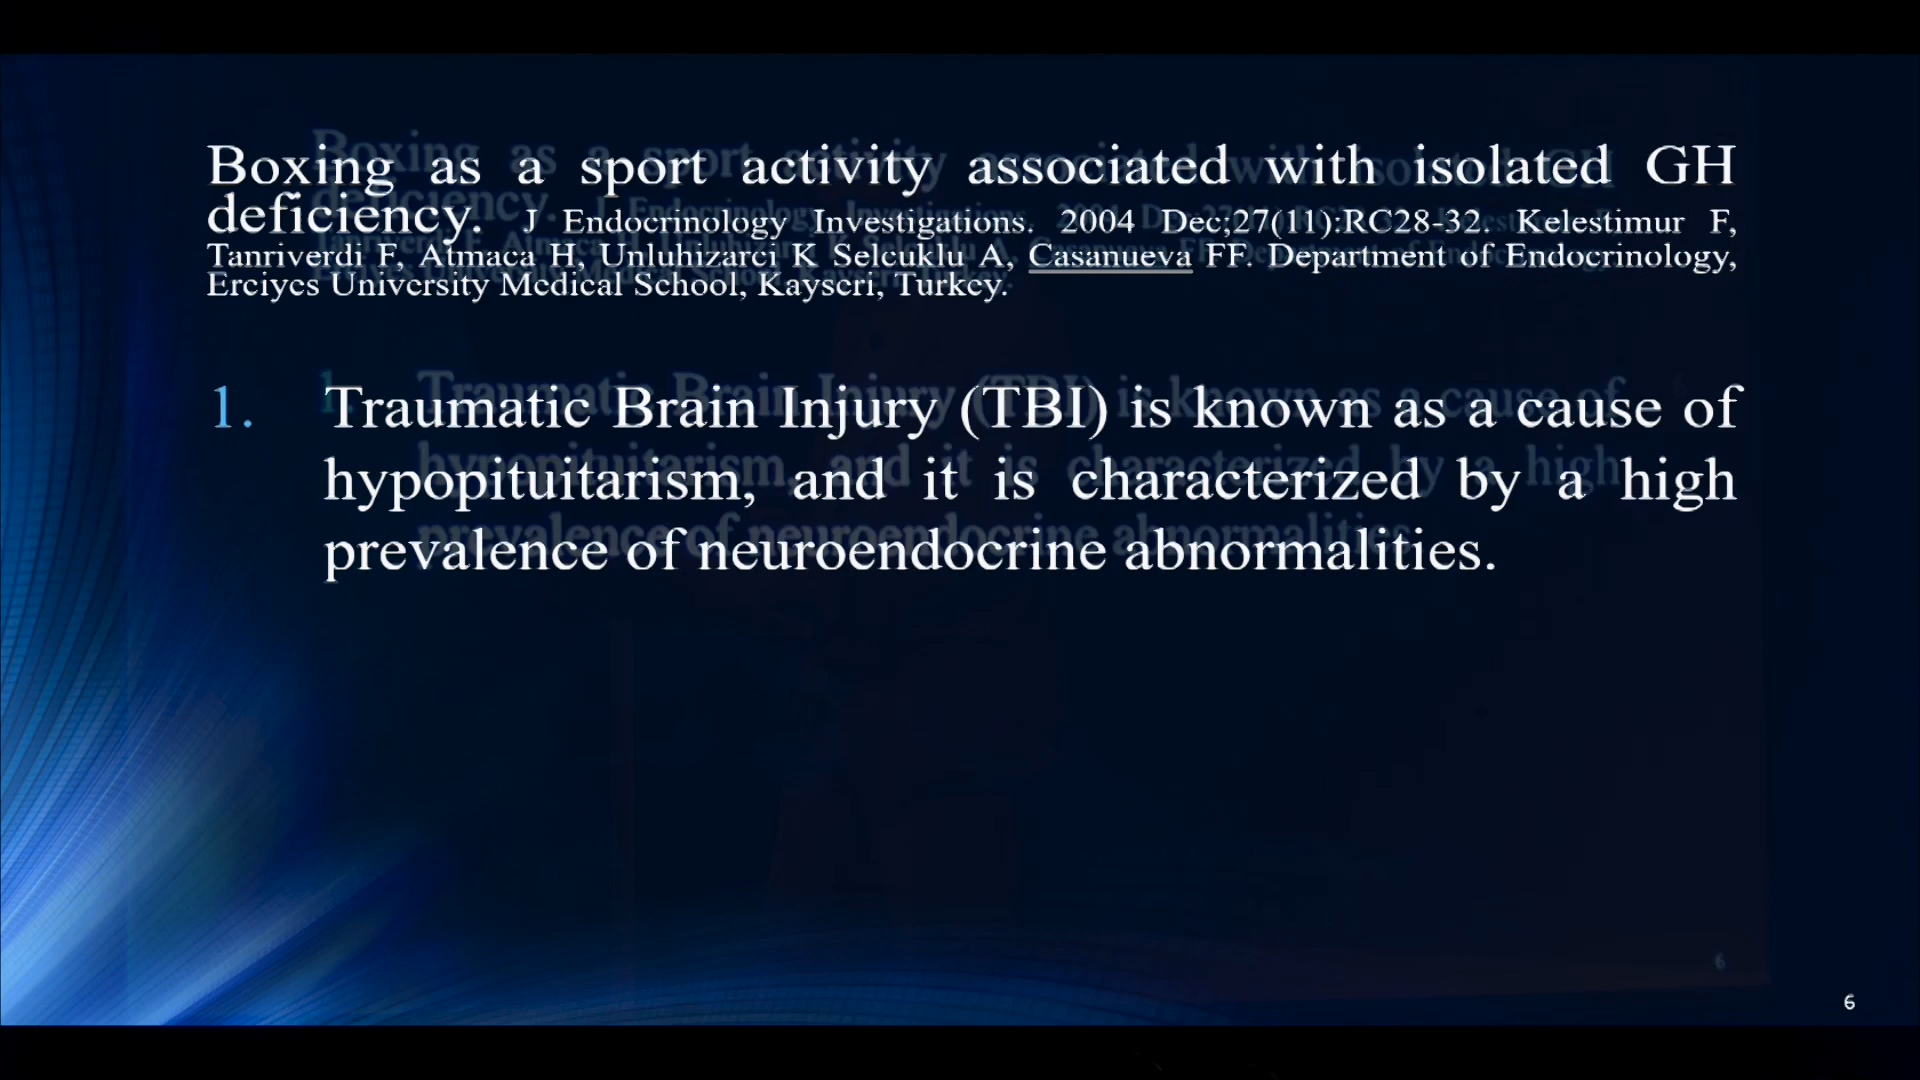 Boxing as a sport activity associated with isolated GH
deficiency. J Endocrinology Investigations. 2004 Dec;27(11):RC28-32. Kelestimur F,
Tanriverdi F, Atmaca H, Unluhizarci K Selcuklu A, Casanueva FF. Department of Endocrinology,
Erciyes University Medical School, Kayseri, Turkey.
1. Traumatic Brain Injury (TBI) is known as a cause of
hypopituitarism, and it is characterized by a high
prevalence of neuroendocrine abnormalities.
6